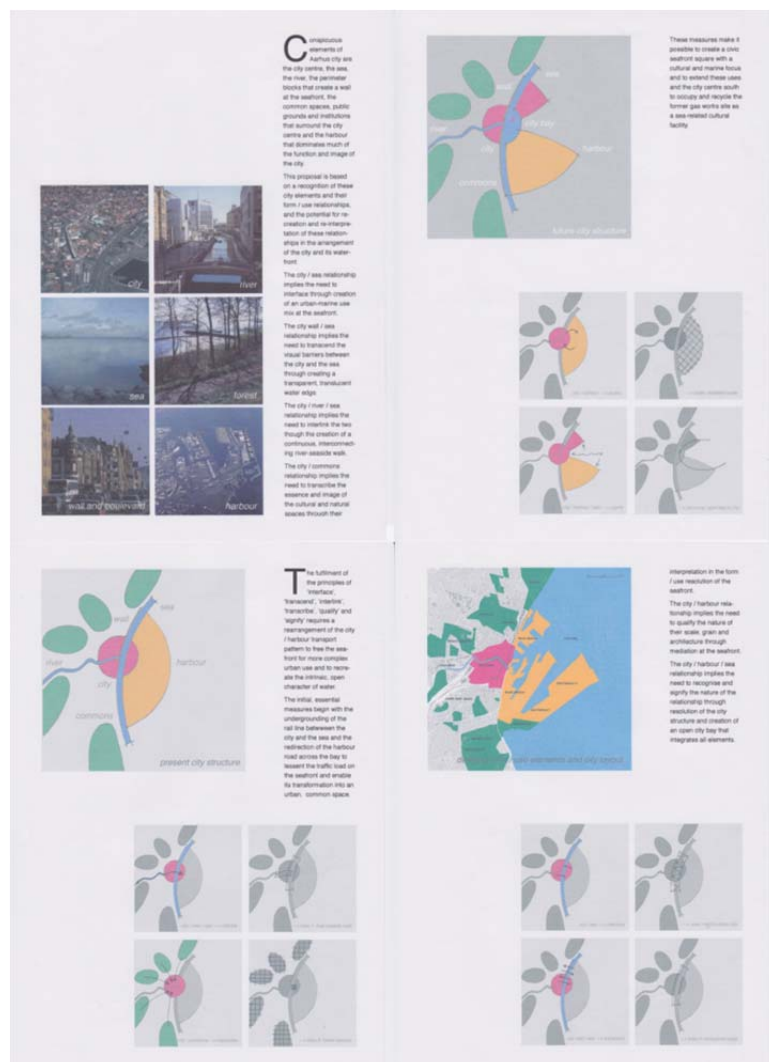 Conspicuous
elements of
Aarhus city are
the city centre, the sea,
the river, the perimeter
blocks that create a wall
at the seafront, the
common spaces, public
grounds and institutions
that surround the city
centre and the harbour
that dominates much of
the function and image of
the city.
This proposal is based
on a recognition of these
city elements and their
form / use relationships,
and the potential for re-
creation and re-interpre-
tation of these relation-
ships in the arrangement
of the city and its water-
front
The city / sea relationship
implies the need to
interface through creation
of an urban-marine use
mix at the seafront.
The city wall / sea
relationship implies the
need to transcend the
visual barriers between
the city and the sea
through creating a
transparent, translucent
water edge.
The city / river / sea
relationship implies the
need to interlink the two
though the creation of a
continuous, interconnect-
ing river-seaside walk.
The city / commons
relationship implies the
need to transcribe the
essence and image of
the cultural and natural
spaces through their
city
river
sea
forest
wall and boulevard
harbour
wall
sea
river
city bay
city
harbour
commons
future city structure
These measures make it
possible to create a civic
seafront square with a
cultural and marine focus
and to extend these uses
and the city centre south
to occupy and recycle the
former gas works site as
a sea-related cultural
facility.
wall
sea
river
harbour
city
commons
present city structure
The fulfilment of
the principles of
'interface',
'transcend', 'interlink',
'transcribe', 'qualify' and
'signify' requires a
rearrangement of the city
/ harbour transport
pattern to free the sea-
front for more complex
urban use and to recre-
ate the intrinsic, open
character of water.
The initial, essential
measures begin with the
undergrounding of the
rail line between the
city and the sea and the
redirection of the harbour
road across the bay to
lessent the traffic load on
the seafront and enable
its transformation into an
urban, common space.
elements and city layout
interpretation in the form
/ use resolution of the
seafront.
The city / harbour rela-
tionship implies the need
to qualify the nature of
their scale, grain and
architecture through
mediation at the seafront.
The city / harbour / sea
relationship implies the
need to recognise and
signify the nature of the
relationship through
resolution of the city
structure and creation of
an open city bay that
integrates all elements.